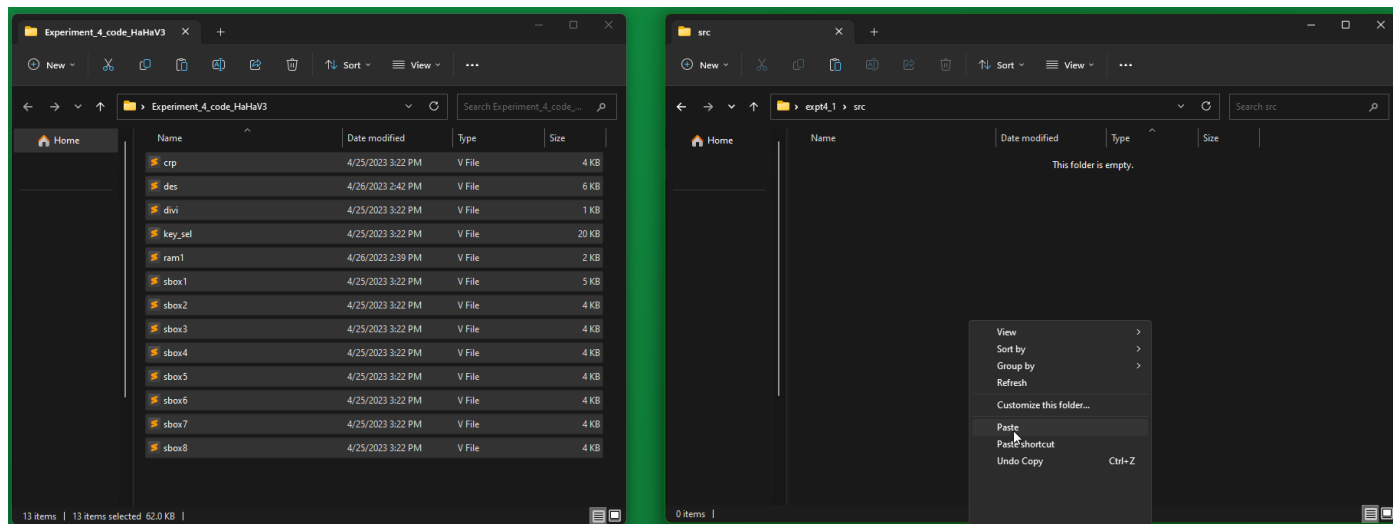 Experiment_4_code_HaHaV3
New
Sort
View
Experiment_4_code_HaHaV3
Search Experiment_4_code_...
Home
Name Date modified Type Size
crp 4/25/2023 3:22 PM V File 4 KB
des 4/26/2023 2:42 PM V File 6 KB
divi 4/25/2023 3:22 PM V File 1 KB
key_sel 4/25/2023 3:22 PM V File 20 KB
ram1 4/26/2023 2:39 PM V File 2 KB
sbox1 4/25/2023 3:22 PM V File 5 KB
sbox2 4/25/2023 3:22 PM V File 4 KB
sbox3 4/25/2023 3:22 PM V File 4 KB
sbox4 4/25/2023 3:22 PM V File 4 KB
sbox5 4/25/2023 3:22 PM V File 4 KB
sbox6 4/25/2023 3:22 PM V File 4 KB
sbox7 4/25/2023 3:22 PM V File 4 KB
sbox8 4/25/2023 3:22 PM V File 4 KB
13 items | 13 items selected 62.0 KB |
src
New
Sort
View
expt4_1 > src
Search src
Home
Name Date modified Type Size
This folder is empty.
View
Sort by
Group by
Refresh
Customize this folder...
Paste
Paste shortcut
Undo Copy Ctrl+Z
0 items |